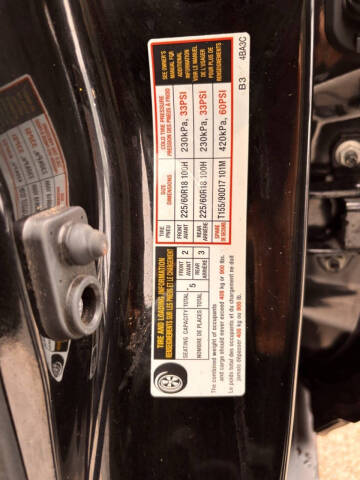 TIRE AND LOADING INFORMATION
RENSEIGNEMENTS SUR LES PNEUS ET LE CHARGEMENT
SEATING CAPACITY TOTAL 5 FRONT 2
AVANT
NOMBRE DE PLACES TOTAL REAR 3
ARRIÈRE
The combined weight of occupants
and cargo should never exceed 408 kg or 900 lbs.
Le poids total des occupants et du chargement ne doit
jamais dépasser 408 kg ou 900 lb.
TIRE
PNEU
SIZE
DIMENSIONS
COLD TIRE PRESSURE
PRESSION DES PNEUS À FROID
FRONT
AVANT
225/60R18 100H
230kPa, 33PSI
REAR
ARRIÈRE
225/60R18 100H
230kPa, 33PSI
SPARE
DE SECOURS
T155/90D17 101M
420kPa, 60PSI
SEE OWNER'S
MANUAL FOR
ADDITIONAL
INFORMATION
VOIR LE MANUEL
DE L'USAGER
POUR PLUS DE
RENSEIGNEMENTS
B3 4BA3C